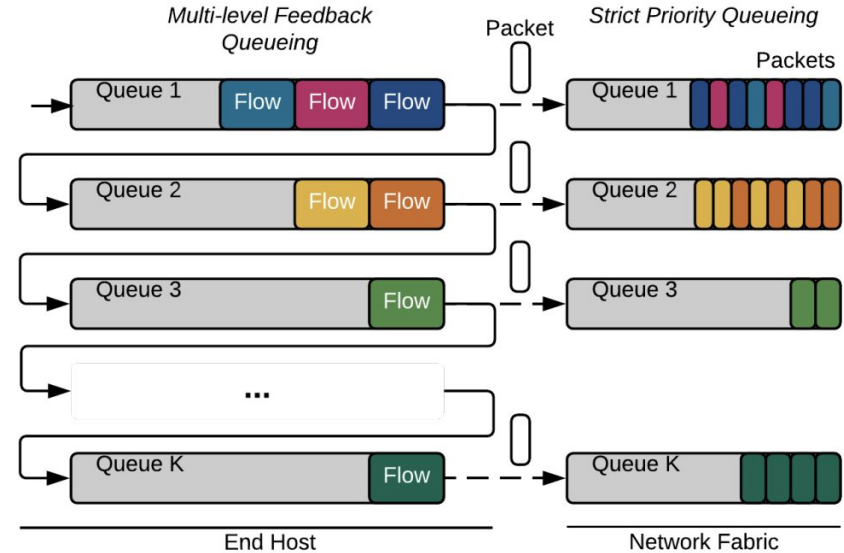 Multi-level Feedback
Queueing
Packet
Strict Priority Queueing
Packets
Queue 1
Flow
Flow
Flow
Queue 1
Queue 2
Flow
Flow
Queue 2
Queue 3
Flow
Queue 3
...
Queue K
Flow
Queue K
End Host
Network Fabric